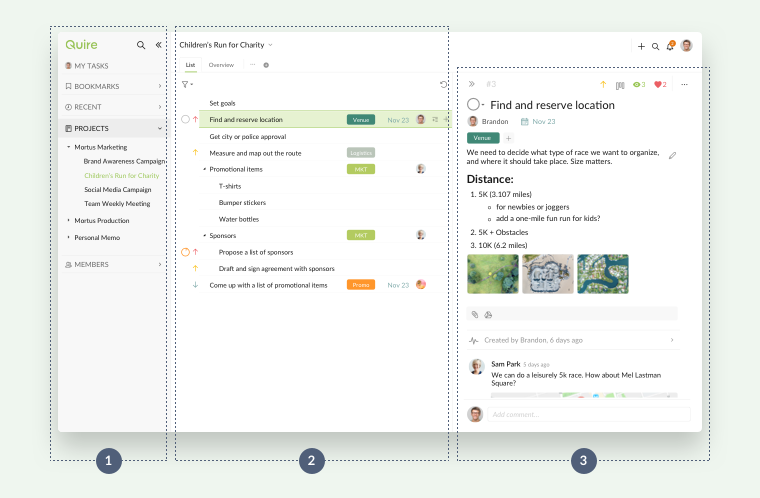 Quire
MY TASKS
BOOKMARKS
RECENT
PROJECTS
Mortus Marketing
Brand Awareness Campaign
Children's Run for Charity
Social Media Campaign
Team Weekly Meeting
Mortus Production
Personal Memo
MEMBERS
1
Children's Run for Charity
List Overview ...
Set goals
Find and reserve location Venue Nov 23
Get city or police approval
Measure and map out the route Logistics
Promotional items MKT
T-shirts
Bumper stickers
Water bottles
Sponsors MKT
Propose a list of sponsors
Draft and sign agreement with sponsors
Come up with a list of promotional items Promo Nov 23
2
#3 3 2 ...
Find and reserve location
Brandon Nov 23
Venue +
We need to decide what type of race we want to organize,
and where it should take place. Size matters.
Distance:
1. 5K (3.107 miles)
for newbies or joggers
add a one-mile fun run for kids?
2. 5K + Obstacles
3. 10K (6.2 miles)
Created by Brandon, 6 days ago
Sam Park 5 days ago
We can do a leisurely 5k race. How about Mel Lastman
Square?
Add comment...
3